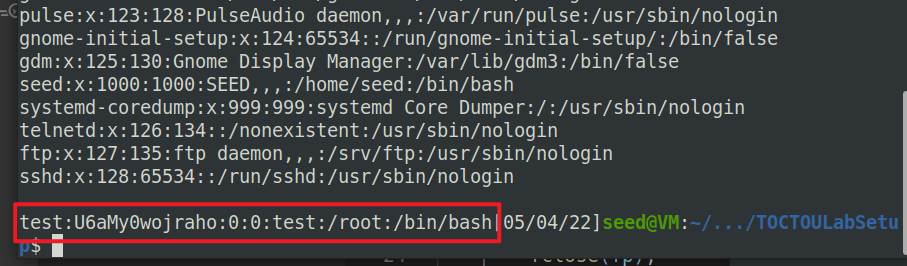 pulse:x:123:128:PulseAudio daemon,,,:/var/run/pulse:/usr/sbin/nologin
gnome-initial-setup:x:124:65534::/run/gnome-initial-setup/:/bin/false
gdm:x:125:130:Gnome Display Manager:/var/lib/gdm3:/bin/false
seed:x:1000:1000:SEED,,,:/home/seed:/bin/bash
systemd-coredump:x:999:999:systemd Core Dumper:/:/usr/sbin/nologin
telnetd:x:126:134::/nonexistent:/usr/sbin/nologin
ftp:x:127:135:ftp daemon,,,:/srv/ftp:/usr/sbin/nologin
sshd:x:128:65534::/run/sshd:/usr/sbin/nologin
test:U6aMy0wojraho:0:0:test:/root:/bin/bash[05/04/22]seed@VM:~/.../TOCTOULabSetu
p$